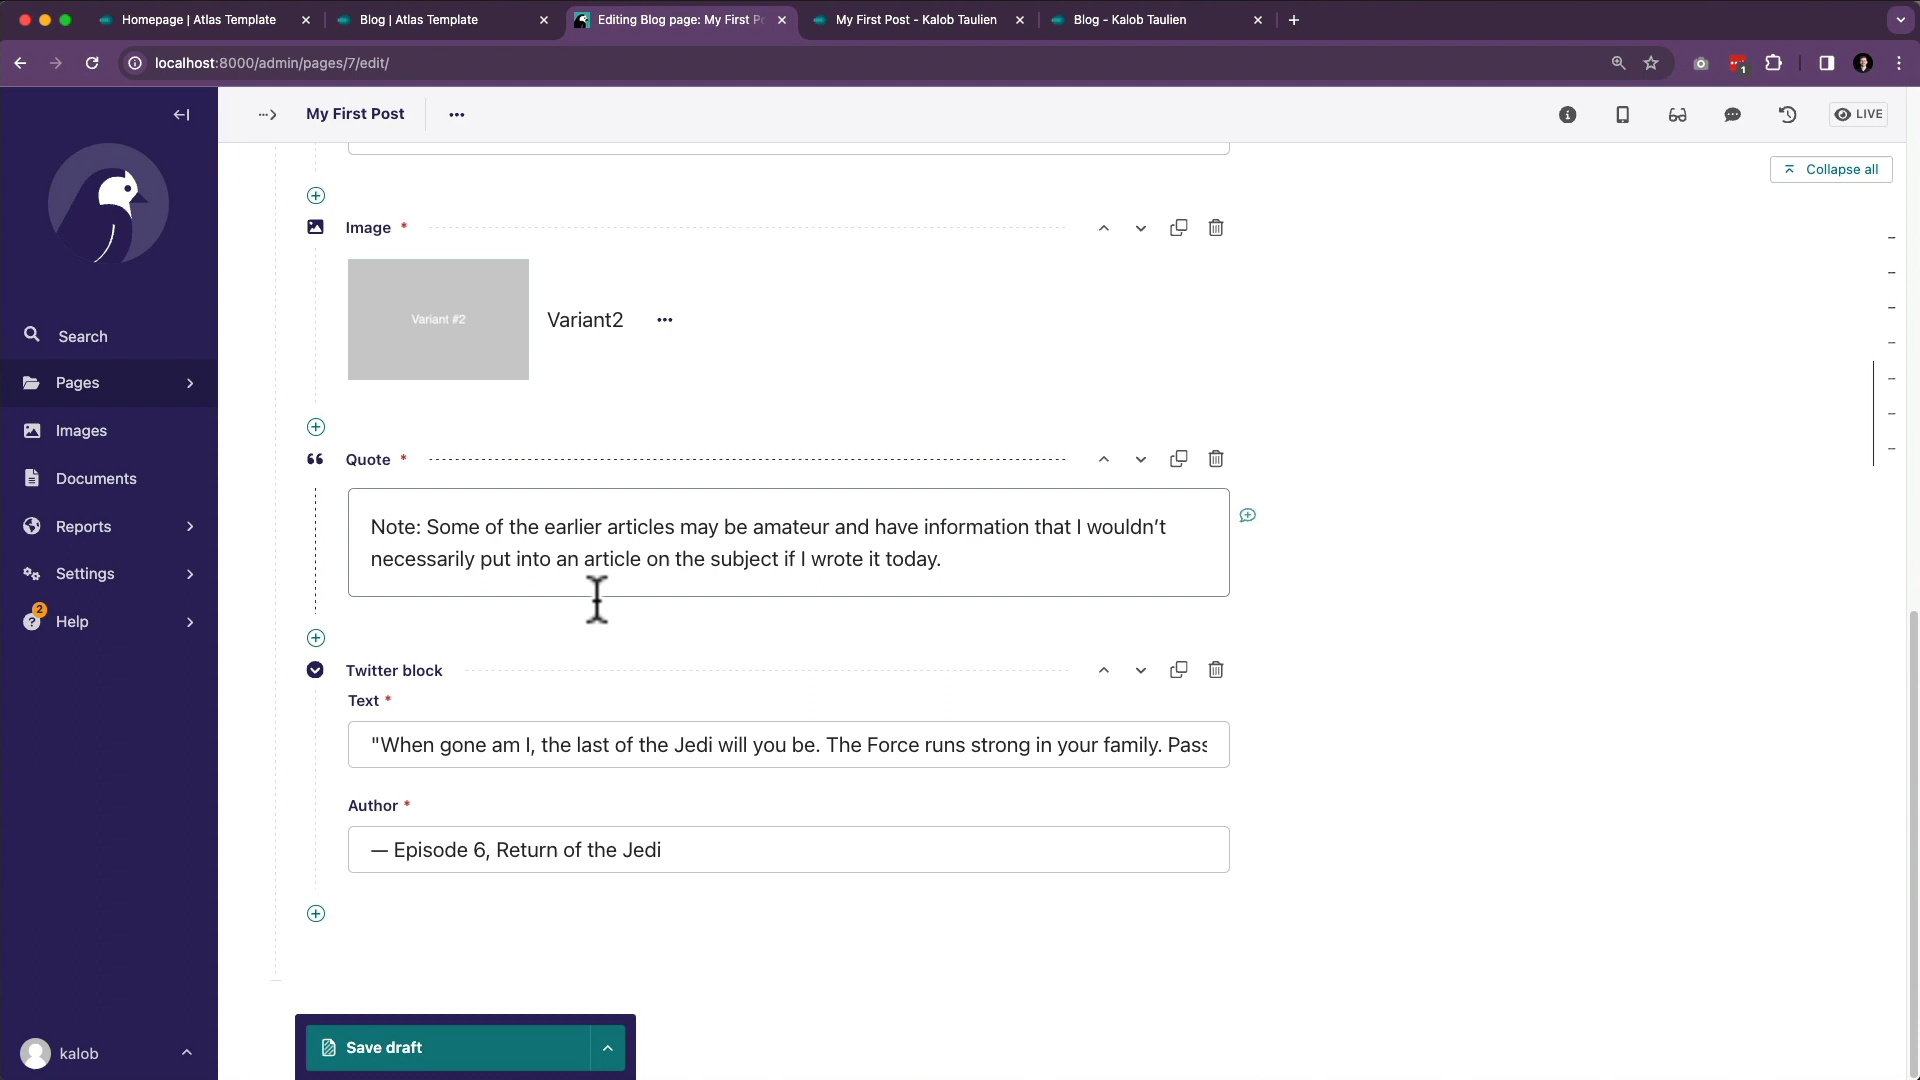 Homepage | Atlas Template
Blog | Atlas Template
Editing Blog page: My First P
My First Post - Kalob Taulien
Blog - Kalob Taulien
localhost:8000/admin/pages/7/edit/
1
My First Post
LIVE
Collapse all
Search
Pages
Images
Documents
Reports
Settings
2
Help
kalob
Image *
Variant #2
Variant2
Quote *
Note: Some of the earlier articles may be amateur and have information that I wouldn't
necessarily put into an article on the subject if I wrote it today.
Twitter block
Text *
"When gone am I, the last of the Jedi will you be. The Force runs strong in your family. Pass
Author *
— Episode 6, Return of the Jedi
Save draft